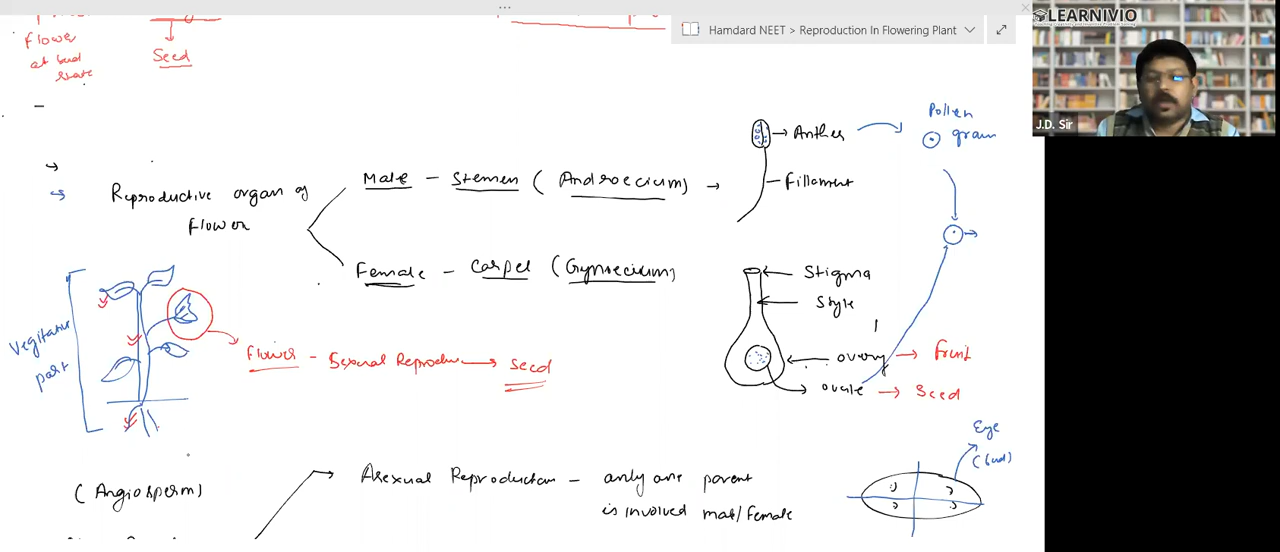 LEARNIVIO
Hamdard NEET > Reproduction In Flowering Plant
J.D. Sir
Flower
at bud
state
Seed
Reproductive organ of
flower
Male - Stemen (Androecium)
Female - Carpel (Gynoecium)
Anther
Fillament
Pollen
grain
Stigma
Style
ovary → Fruit
ovule → Seed
Vegitative
part
Flower - Sexual Reproduc → Seed
(Angiosperm)
Asexual Reproduction - only one parent
is involved male/Female
Eye
(bud)